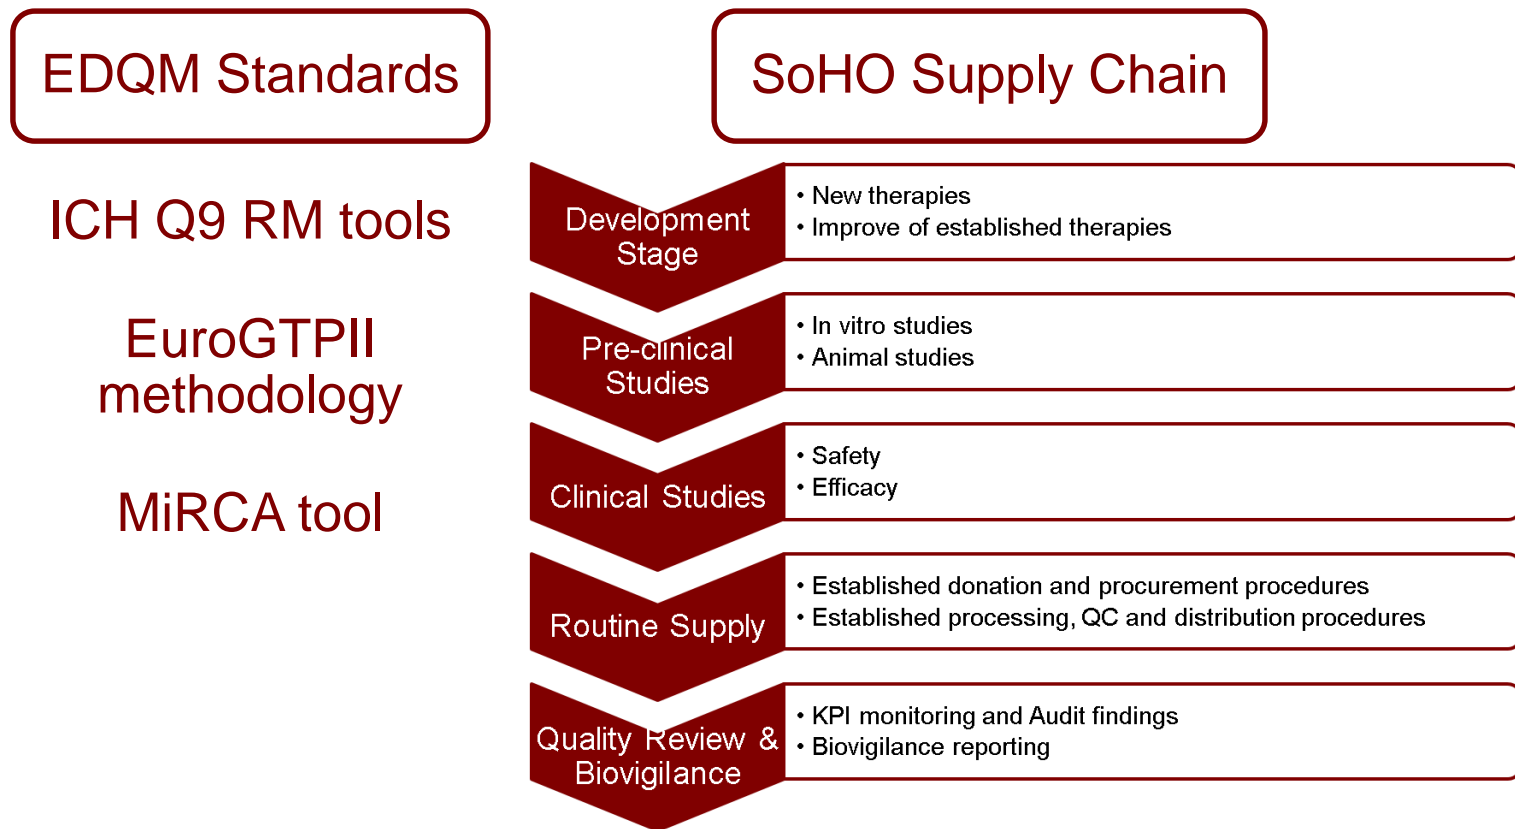 EDQM Standards
SoHO Supply Chain
ICH Q9 RM tools
EuroGTPII
methodology
MiRCA tool
Development
Stage
• New therapies
• Improve of established therapies
Pre-clinical
Studies
• In vitro studies
• Animal studies
Clinical Studies
• Safety
• Efficacy
Routine Supply
• Established donation and procurement procedures
• Established processing, QC and distribution procedures
Quality Review &
Biovigilance
• KPI monitoring and Audit findings
• Biovigilance reporting